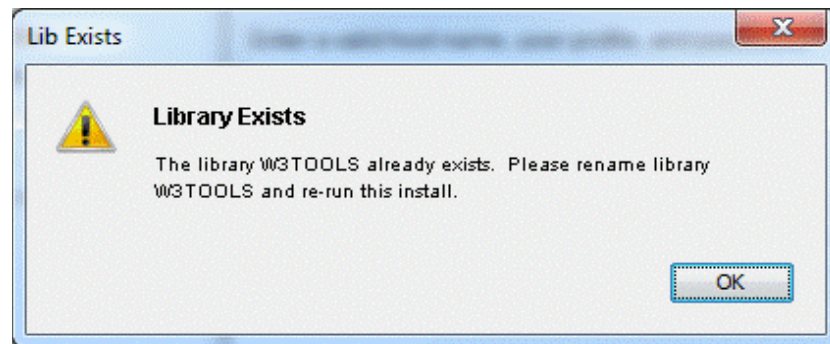 Lib Exists
Library Exists
The library W3TOOLS already exists. Please rename library
W3TOOLS and re-run this install.
OK